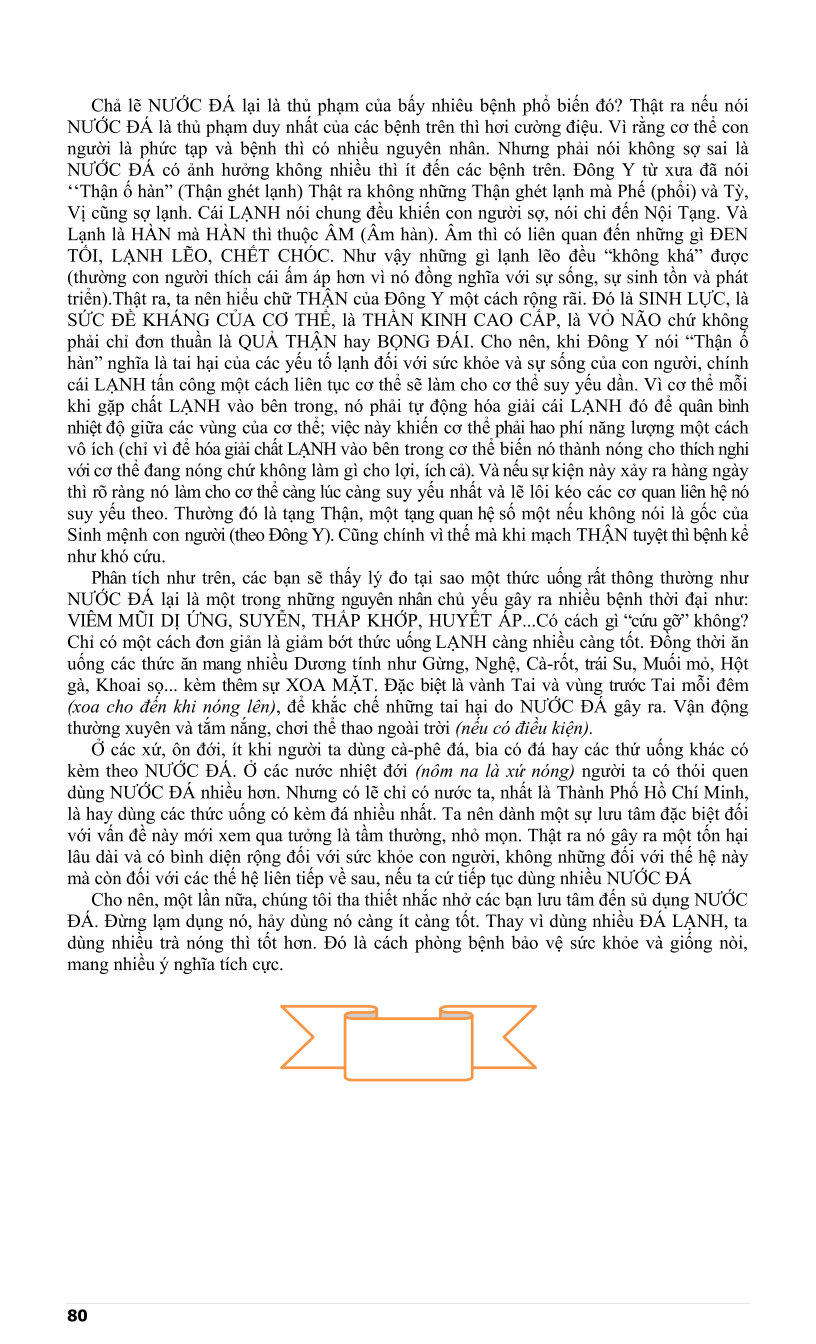 Chả lẽ NƯỚC ĐÁ lại là thủ phạm của bấy nhiêu bệnh phổ biến đó? Thật ra nếu nói
NƯỚC ĐÁ là thủ phạm duy nhất của các bệnh trên thì hơi cường điệu. Vì rằng cơ thể con
người là phức tạp và bệnh thì có nhiều nguyên nhân. Nhưng phải nói không sợ sai là
NƯỚC ĐÁ có ảnh hưởng không nhiều thì ít đến các bệnh trên. Đông Y từ xưa đã nói
‘‘Thận ố hàn” (Thận ghét lạnh) Thật ra không những Thận ghét lạnh mà Phế (phổi) và Tỳ,
Vị cũng sợ lạnh. Cái LẠNH nói chung đều khiến con người sợ, nói chi đến Nội Tạng. Và
Lạnh là HÀN mà HÀN thì thuộc ÂM (Âm hàn). Âm thì có liên quan đến những gì ĐEN
TỐI, LẠNH LẼO, CHẾT CHÓC. Như vậy những gì lạnh lẽo đều “không khá” được
(thường con người thích cái ấm áp hơn vì nó đồng nghĩa với sự sống, sự sinh tồn và phát
triển).Thật ra, ta nên hiểu chữ THẬN của Đông Y một cách rộng rãi. Đó là SINH LỰC, là
SỨC ĐỀ KHÁNG CỦA CƠ THỂ, là THẦN KINH CAO CẤP, là VỎ NÃO chứ không
phải chỉ đơn thuần là QUẢ THẬN hay BỌNG ĐÁI. Cho nên, khi Đông Y nói “Thận ố
hàn” nghĩa là tai hại của các yếu tố lạnh đối với sức khỏe và sự sống của con người, chính
cái LẠNH tấn công một cách liên tục cơ thể sẽ làm cho cơ thể suy yếu dần. Vì cơ thể mỗi
khi gặp chất LẠNH vào bên trong, nó phải tự động hóa giải cái LẠNH đó để quân bình
nhiệt độ giữa các vùng của cơ thể; việc này khiến cơ thể phải hao phí năng lượng một cách
vô ích (chỉ vì để hóa giải chất LẠNH vào bên trong cơ thể biến nó thành nóng cho thích nghi
với cơ thể đang nóng chứ không làm gì cho lợi, ích cả). Và nếu sự kiện này xảy ra hàng ngày
thì rõ ràng nó làm cho cơ thể càng lúc càng suy yếu nhất và lẽ lôi kéo các cơ quan liên hệ nó
suy yếu theo. Thường đó là tạng Thận, một tạng quan hệ số một nếu không nói là gốc của
Sinh mệnh con người (theo Đông Y). Cũng chính vì thế mà khi mạch THẬN tuyệt thì bệnh kể
như khó cứu.
Phân tích như trên, các bạn sẽ thấy lý đo tại sao một thức uống rất thông thường như
NƯỚC ĐÁ lại là một trong những nguyên nhân chủ yếu gây ra nhiều bệnh thời đại như:
VIÊM MŨI DỊ ỨNG, SUYỄN, THẤP KHỚP, HUYẾT ÁP...Có cách gì “cứu gỡ” không?
Chỉ có một cách đơn giản là giảm bớt thức uống LẠNH càng nhiều càng tốt. Đồng thời ăn
uống các thức ăn mang nhiều Dương tính như Gừng, Nghệ, Cà-rốt, trái Su, Muối mỏ, Hột
gà, Khoai sọ... kèm thêm sự XOA MẶT. Đặc biệt là vành Tai và vùng trước Tai mỗi đêm
(xoa cho đến khi nóng lên), để khắc chế những tai hại do NƯỚC ĐÁ gây ra. Vận động
thường xuyên và tắm nắng, chơi thể thao ngoài trời (nếu có điều kiện).
Ở các xứ, ôn đới, ít khi người ta dùng cà-phê đá, bia có đá hay các thứ uống khác có
kèm theo NƯỚC ĐÁ. Ở các nước nhiệt đới (nôm na là xứ nóng) người ta có thói quen
dùng NƯỚC ĐÁ nhiều hơn. Nhưng có lẽ chỉ có nước ta, nhất là Thành Phố Hồ Chí Minh,
là hay dùng các thức uống có kèm đá nhiều nhất. Ta nên dành một sự lưu tâm đặc biệt đối
với vấn đề này mới xem qua tưởng là tầm thường, nhỏ mọn. Thật ra nó gây ra một tốn hại
lâu dài và có bình diện rộng đối với sức khỏe con người, không những đối với thế hệ này
mà còn đối với các thế hệ liên tiếp về sau, nếu ta cứ tiếp tục dùng nhiều NƯỚC ĐÁ
Cho nên, một lần nữa, chúng tôi tha thiết nhắc nhở các bạn lưu tâm đến sủ dụng NƯỚC
ĐÁ. Đừng lạm dụng nó, hảy dùng nó càng ít càng tốt. Thay vì dùng nhiều ĐÁ LẠNH, ta
dùng nhiều trà nóng thì tốt hơn. Đó là cách phòng bệnh bảo vệ sức khỏe và giống nòi,
mang nhiều ý nghĩa tích cực.
80